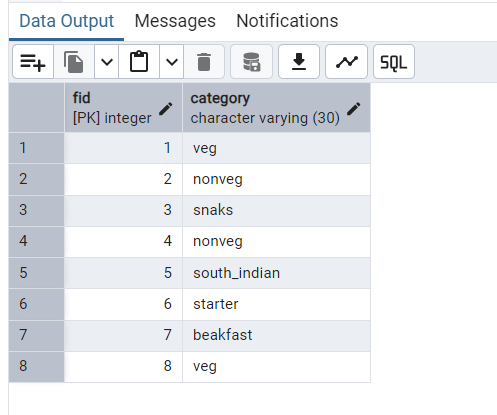 Data Output Messages Notifications
SQL
fid category
[PK] integer character varying (30)
1 1 veg
2 2 nonveg
3 3 snaks
4 4 nonveg
5 5 south_indian
6 6 starter
7 7 beakfast
8 8 veg